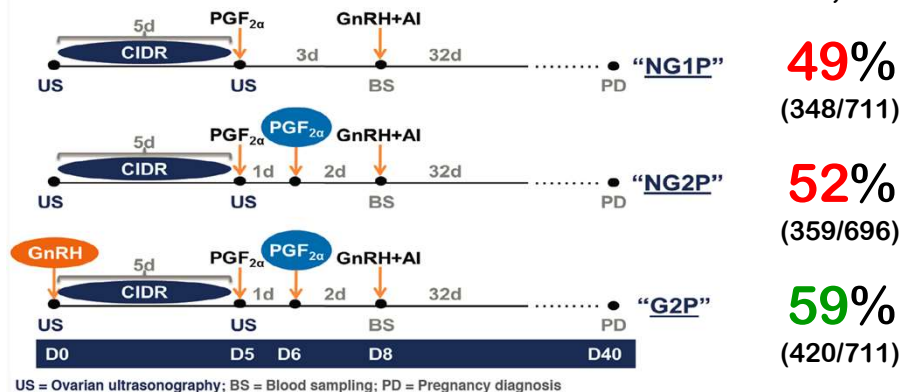 PGF2α GnRH+AI
5d
CIDR 3d 32d
"NG1P"
US US BS PD
49%
(348/711)
PGF2α PGF2α GnRH+AI
5d
CIDR 1d 2d 32d
"NG2P"
US US BS PD
52%
(359/696)
GnRH PGF2α PGF2α GnRH+AI
5d
CIDR 1d 2d 32d
"G2P"
US US BS PD
59%
(420/711)
D0 D5 D6 D8 D40
US = Ovarian ultrasonography; BS = Blood sampling; PD = Pregnancy diagnosis